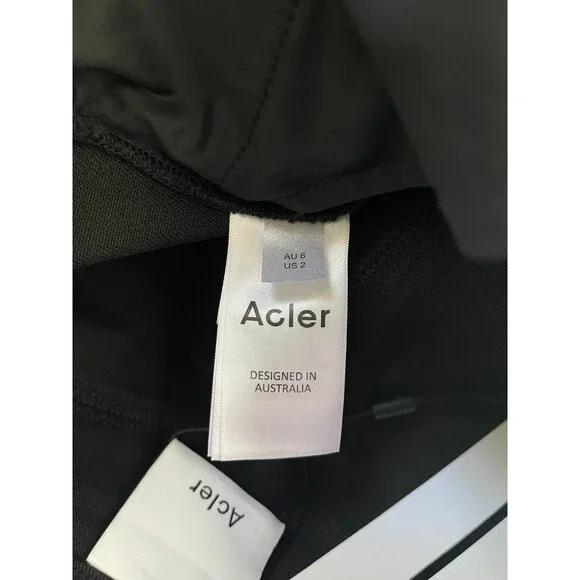 AU 6
US 2
Acler
DESIGNED IN
AUSTRALIA
Acler